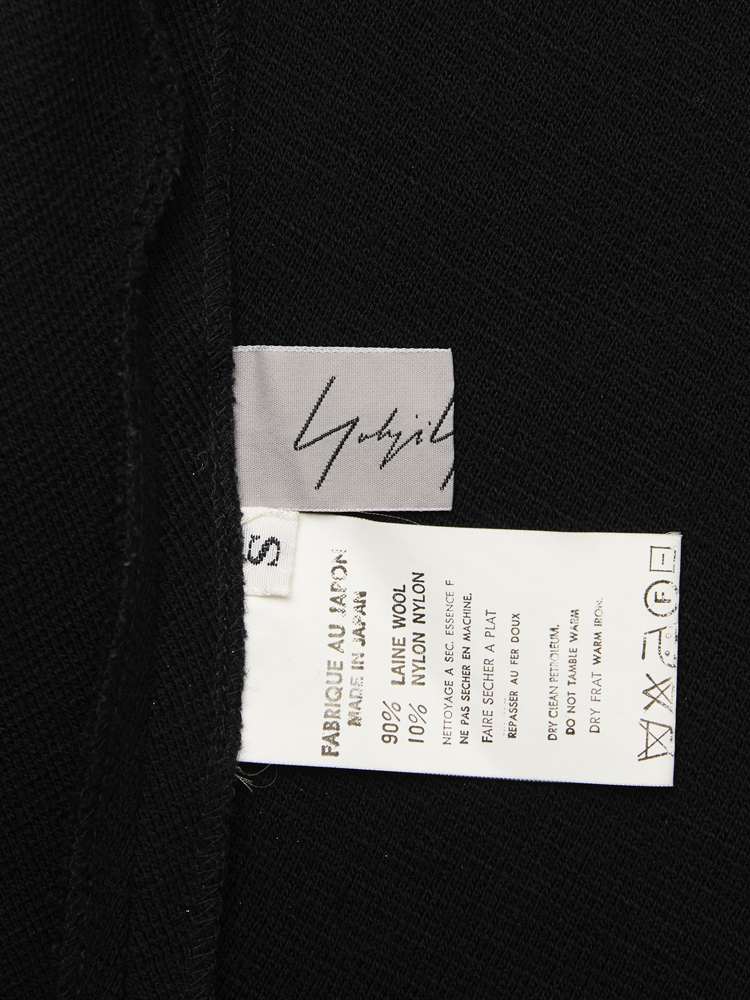 Yohji Y
S
FABRIQUE AU JAPON
MADE IN JAPAN
90% LAINE WOOL
10% NYLON NYLON
NETTOYAGE A SEC. ESSENCE F
NE PAS SECHER EN MACHINE.
FAIRE SECHER A PLAT
REPASSER AU FER DOUX
DRY CLEAN PETROLEUM.
DO NOT TAMBLE WARM
DRY FRAT WARM IRON.
F